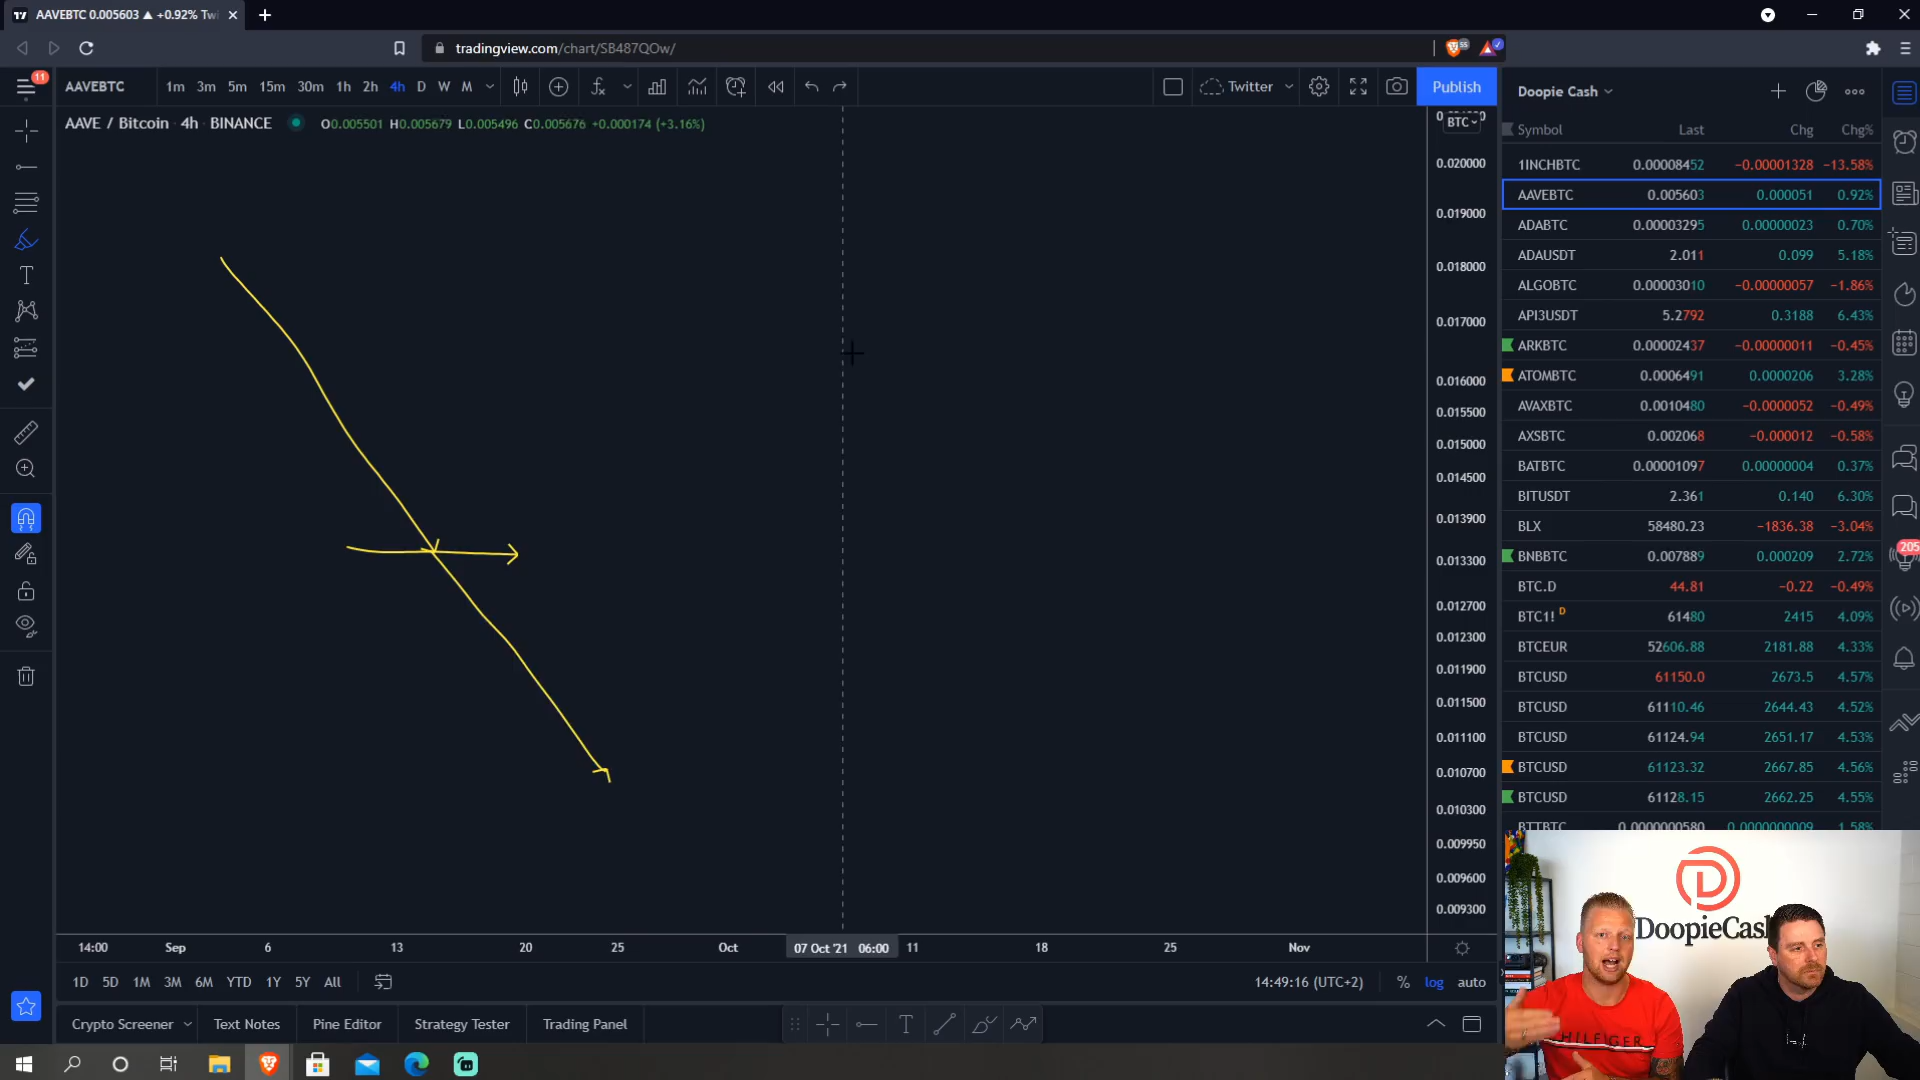 AAVEBTC 0.005603 ▲ +0.92% Twi
tradingview.com/chart/SB487QOw/
55
11
AAVEBTC 1m 3m 5m 15m 30m 1h 2h 4h D W M Twitter Publish
AAVE / Bitcoin · 4h · BINANCE O0.005501 H0.005679 L0.005496 C0.005676 +0.000174 (+3.16%)
BTC
0.020000
0.019000
0.018000
0.017000
0.016000
0.015500
0.015000
0.014500
0.013900
0.013300
0.012700
0.012300
0.011900
0.011500
0.011100
0.010700
0.010300
0.009950
0.009600
0.009300
14:00 Sep 6 13 20 25 Oct 07 Oct '21 06:00 11 18 25 Nov
1D 5D 1M 3M 6M YTD 1Y 5Y All 14:49:16 (UTC+2) % log auto
Crypto Screener Text Notes Pine Editor Strategy Tester Trading Panel
Doopie Cash
Symbol Last Chg Chg%
1INCHBTC 0.00008452 −0.00001328 −13.58%
AAVEBTC 0.005603 0.000051 0.92%
ADABTC 0.00003295 0.00000023 0.70%
ADAUSDT 2.011 0.099 5.18%
ALGOBTC 0.00003010 −0.00000057 −1.86%
API3USDT 5.2792 0.3188 6.43%
ARKBTC 0.00002437 −0.00000011 −0.45%
ATOMBTC 0.0006491 0.0000206 3.28%
AVAXBTC 0.0010480 −0.0000052 −0.49%
AXSBTC 0.002068 −0.000012 −0.58%
BATBTC 0.00001097 0.00000004 0.37%
BITUSDT 2.361 0.140 6.30%
BLX 58480.23 −1836.38 −3.04%
BNBBTC 0.007889 0.000209 2.72%
BTC.D 44.81 −0.22 −0.49%
BTC1! D 61480 2415 4.09%
BTCEUR 52606.88 2181.88 4.33%
BTCUSD 61150.0 2673.5 4.57%
BTCUSD 61110.46 2644.43 4.52%
BTCUSD 61124.94 2651.17 4.53%
BTCUSD 61123.32 2667.85 4.56%
BTCUSD 61128.15 2662.25 4.55%
BTTBTC 0.0000000580 0.0000000009 1.58%
205
DoopieCash
HILFIGER